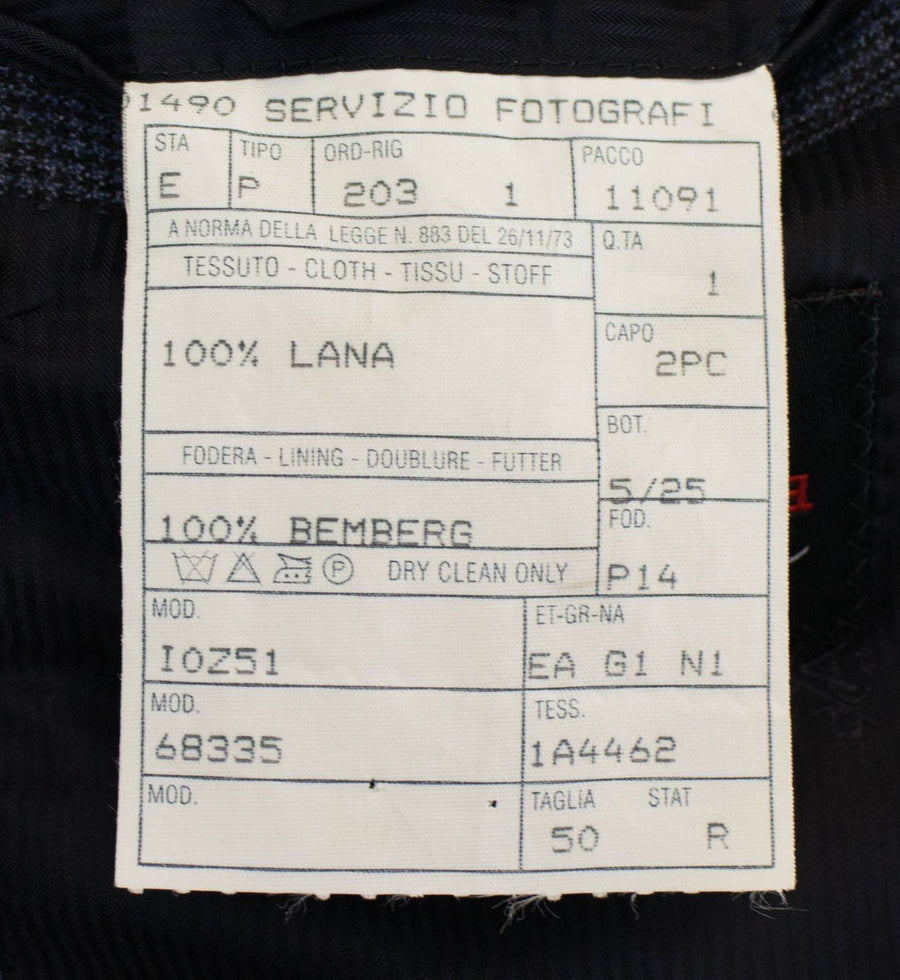 1490 SERVIZIO FOTOGRAFI
STA TIPO ORD-RIG PACCO
E P 203 1 11091
A NORMA DELLA LEGGE N. 883 DEL 26/11/73
Q.TA
1
TESSUTO - CLOTH - TISSU - STOFF
100% LANA
CAPO
2PC
BOT.
5/25
FODERA - LINING - DOUBLURE - FUTTER
100% BEMBERG
FOD.
P14
P DRY CLEAN ONLY
MOD. ET-GR-NA
I0Z51 EA G1 N1
MOD. TESS.
68335 1A4462
MOD. TAGLIA STAT
50 R